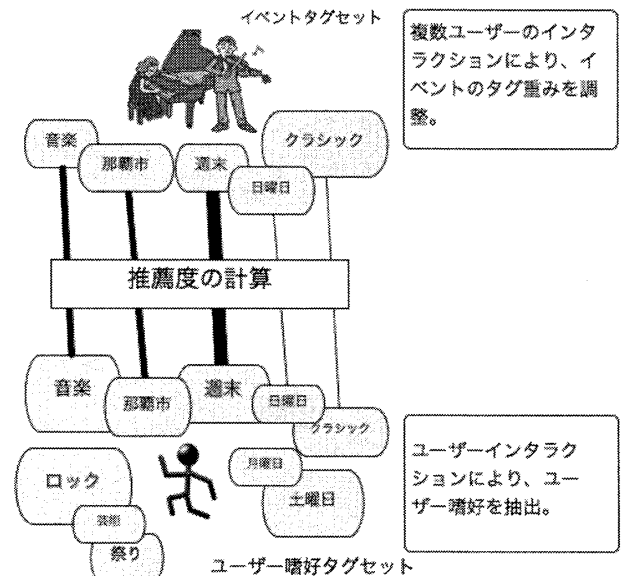 イベントタグセット
複数ユーザーのインタ
ラクションにより、イ
ベントのタグ重みを調
整。
音楽
那覇市
週末
クラシック
日曜日
推薦度の計算
音楽
那覇市
週末
日曜日
クラシック
ロック
月曜日
土曜日
祭り
ユーザーインタラク
ションにより、ユー
ザー嗜好を抽出。
ユーザー嗜好タグセット